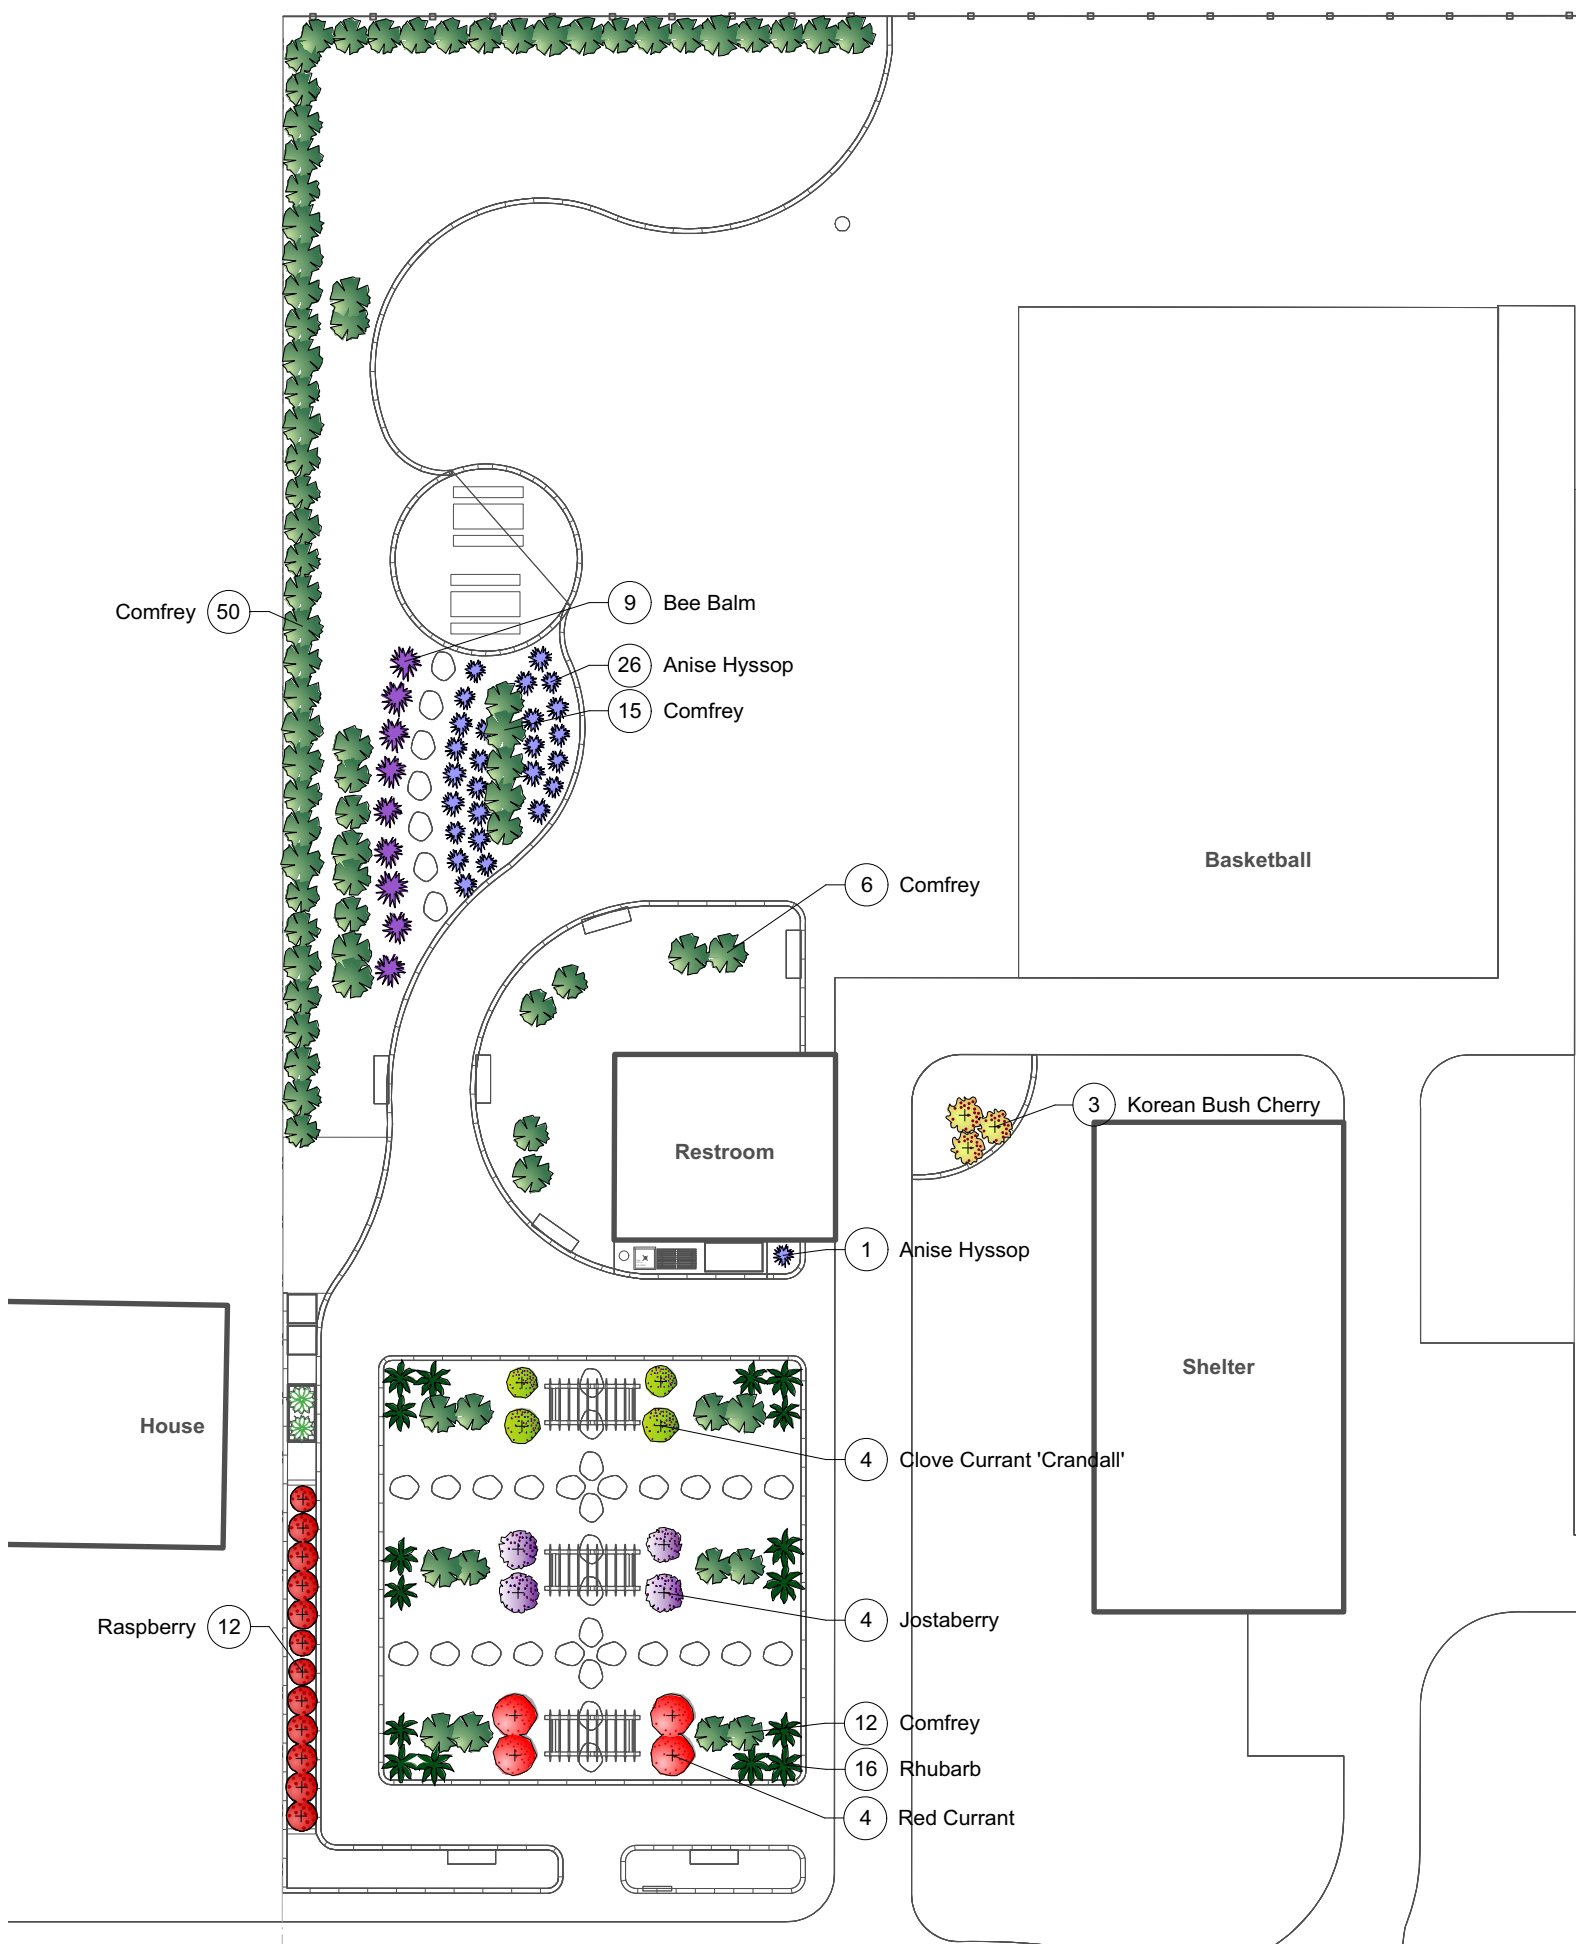 Comfrey 50
9 Bee Balm
26 Anise Hyssop
15 Comfrey
Basketball
6 Comfrey
3 Korean Bush Cherry
Restroom
1 Anise Hyssop
Shelter
House
4 Clove Currant 'Crandall'
4 Jostaberry
Raspberry 12
12 Comfrey
16 Rhubarb
4 Red Currant